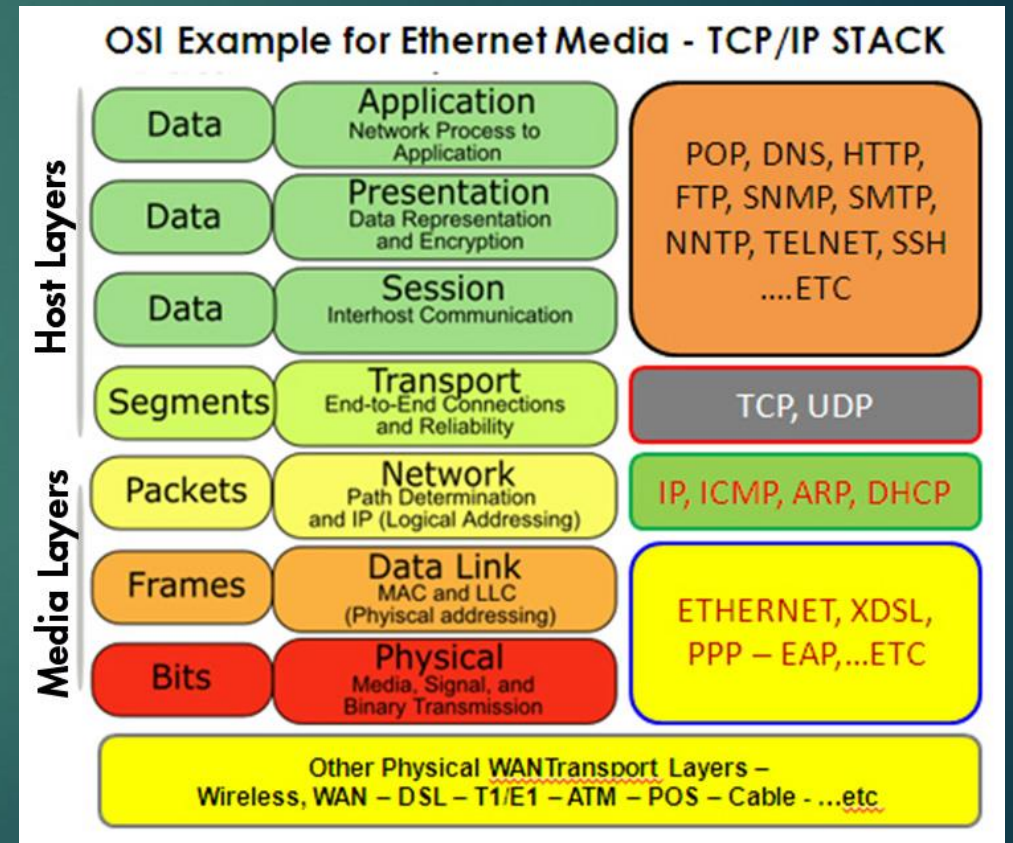 OSI Example for Ethernet Media - TCP/IP STACK
Host Layers
Data
Application
Network Process to
Application
Data
Presentation
Data Representation
and Encryption
Data
Session
Interhost Communication
POP, DNS, HTTP,
FTP, SNMP, SMTP,
NNTP, TELNET, SSH
....ETC
Segments
Transport
End-to-End Connections
and Reliability
TCP, UDP
Media Layers
Packets
Network
Path Determination
and IP (Logical Addressing)
IP, ICMP, ARP, DHCP
Frames
Data Link
MAC and LLC
(Phyiscal addressing)
Bits
Physical
Media, Signal, and
Binary Transmission
ETHERNET, XDSL,
PPP – EAP,...ETC
Other Physical WANTransport Layers –
Wireless, WAN – DSL – T1/E1 – ATM – POS – Cable - ...etc